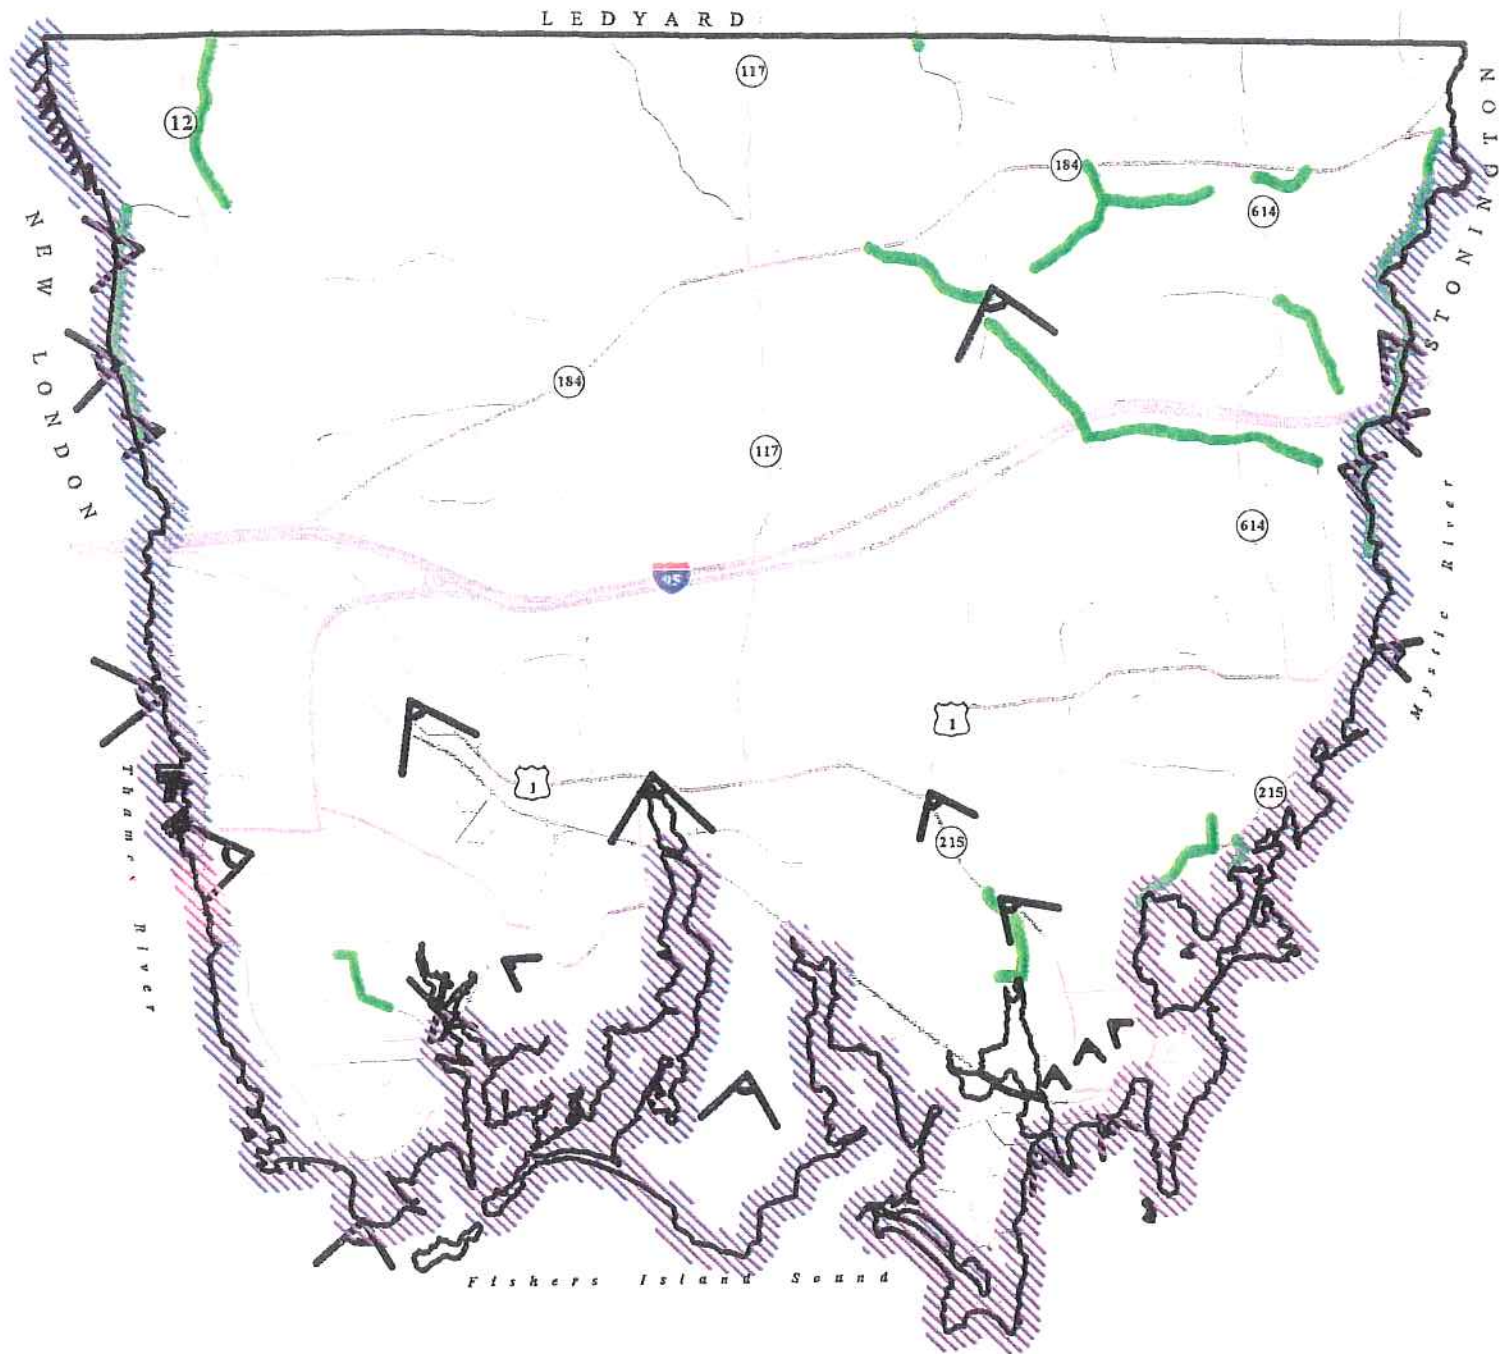 LEDYARD
117
12
NEW LONDON
STONINGTON
184
614
184
117
614
95
1
1
215
215
Thames River
Mystic River
Fishers Island Sound